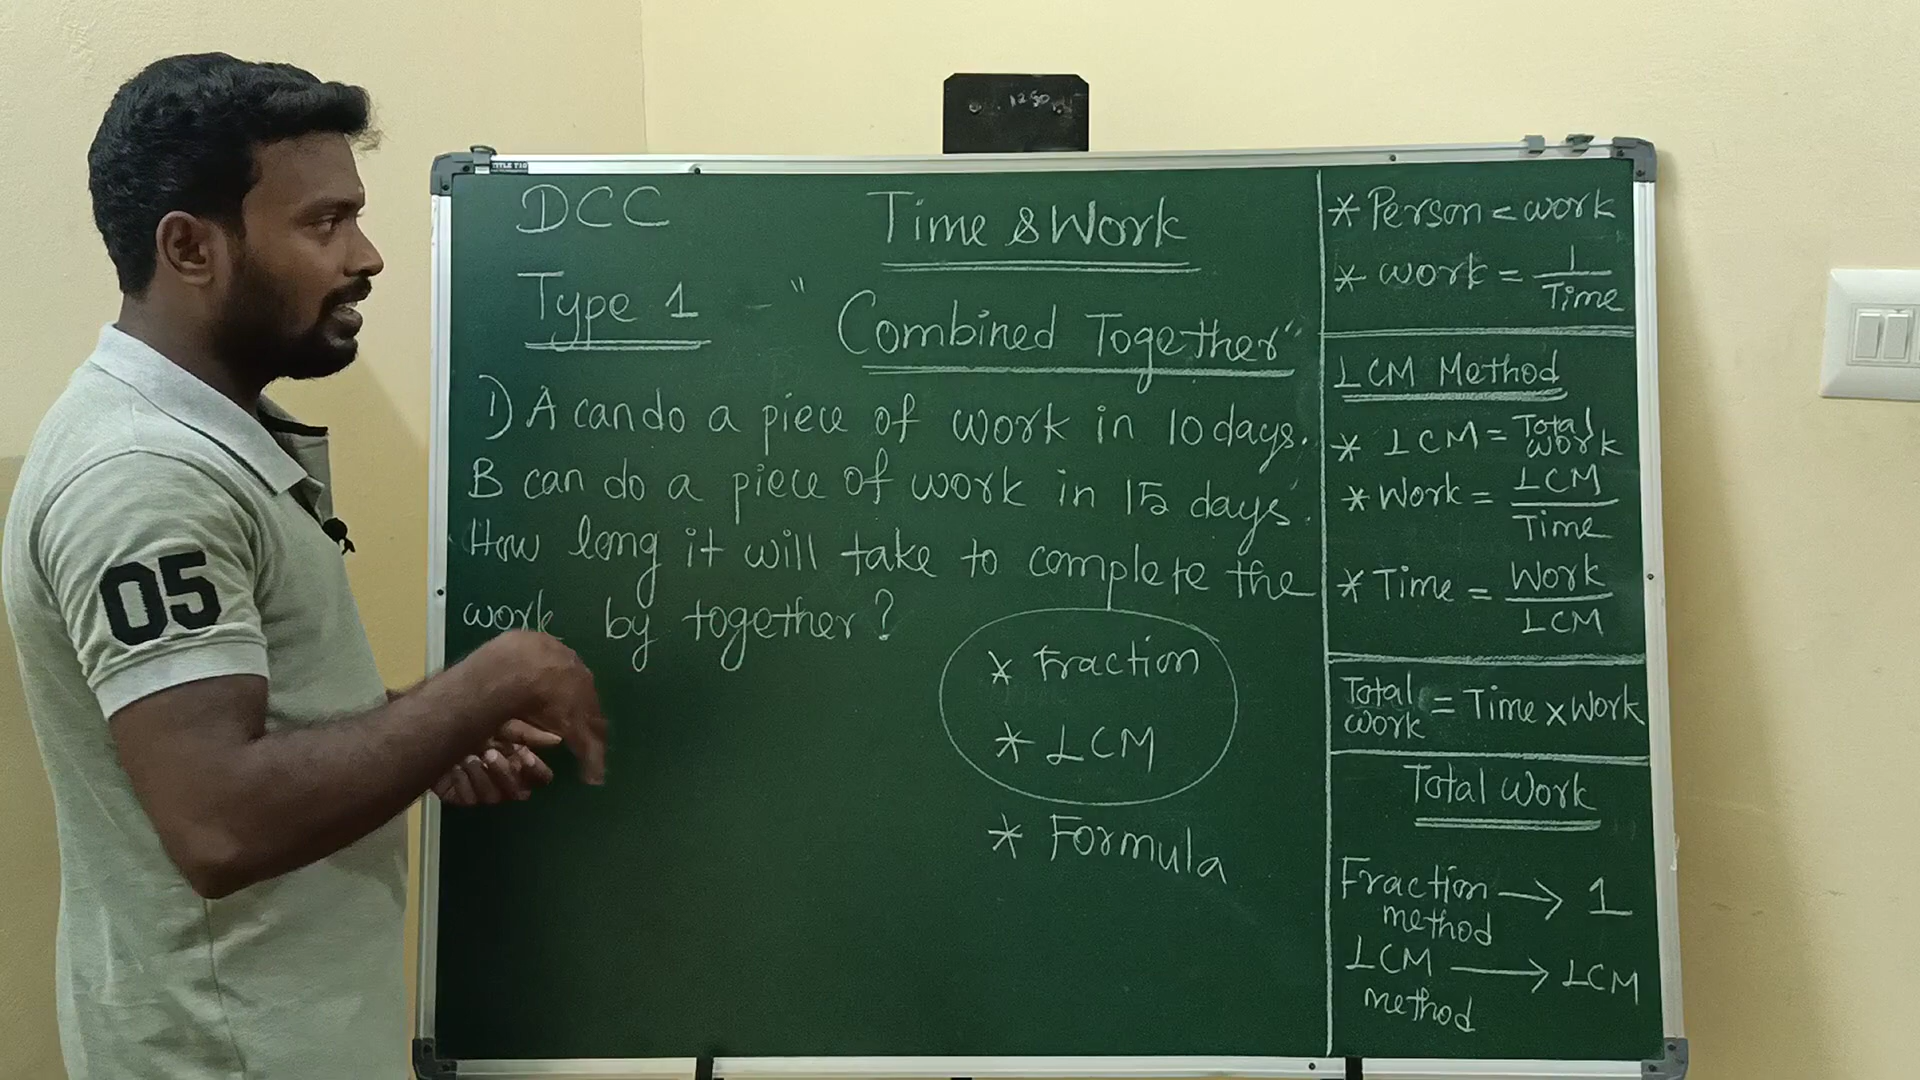 1250
DCC
Time & Work
Type 1 - "Combined Together"
1) A can do a piece of work in 10 days.
B can do a piece of work in 15 days.
How long it will take to complete the
work by together?
* Fraction
* LCM
* Formula
* Person < work
* work = 1/Time
LCM Method
* LCM = Total work
* Work = LCM/Time
* Time = Work/LCM
Total work = Time x Work
Total Work
Fraction method → 1
LCM method → LCM
05